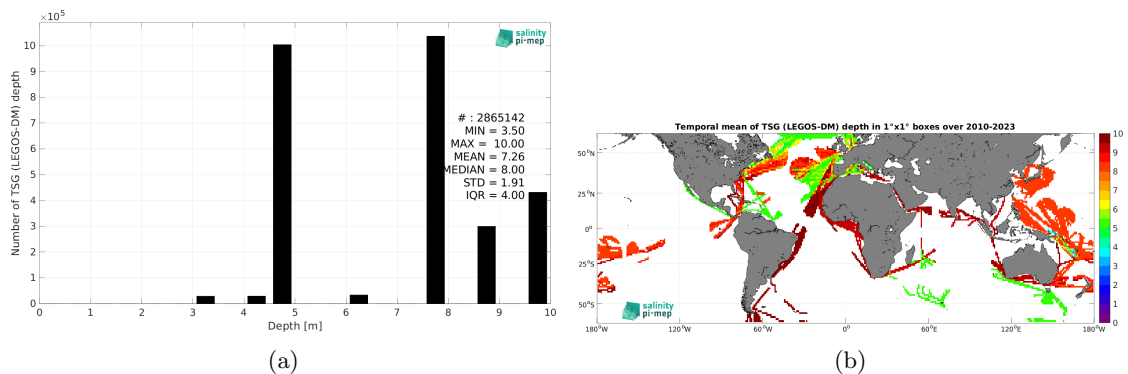 ×10⁵
10
9
8
7
6
5
4
3
2
1
0
Number of TSG (LEGOS-DM) depth
salinity
pi-mep
# : 2865142
MIN = 3.50
MAX = 10.00
MEAN = 7.26
MEDIAN = 8.00
STD = 1.91
IQR = 4.00
0 1 2 3 4 5 6 7 8 9 10
Depth [m]
(a)
Temporal mean of TSG (LEGOS-DM) depth in 1°x1° boxes over 2010-2023
50°N
25°N
0°
25°S
50°S
salinity
pi-mep
180°W 120°W 60°W 0° 60°E 120°E 180°E
10
9
8
7
6
5
4
3
2
1
0
(b)